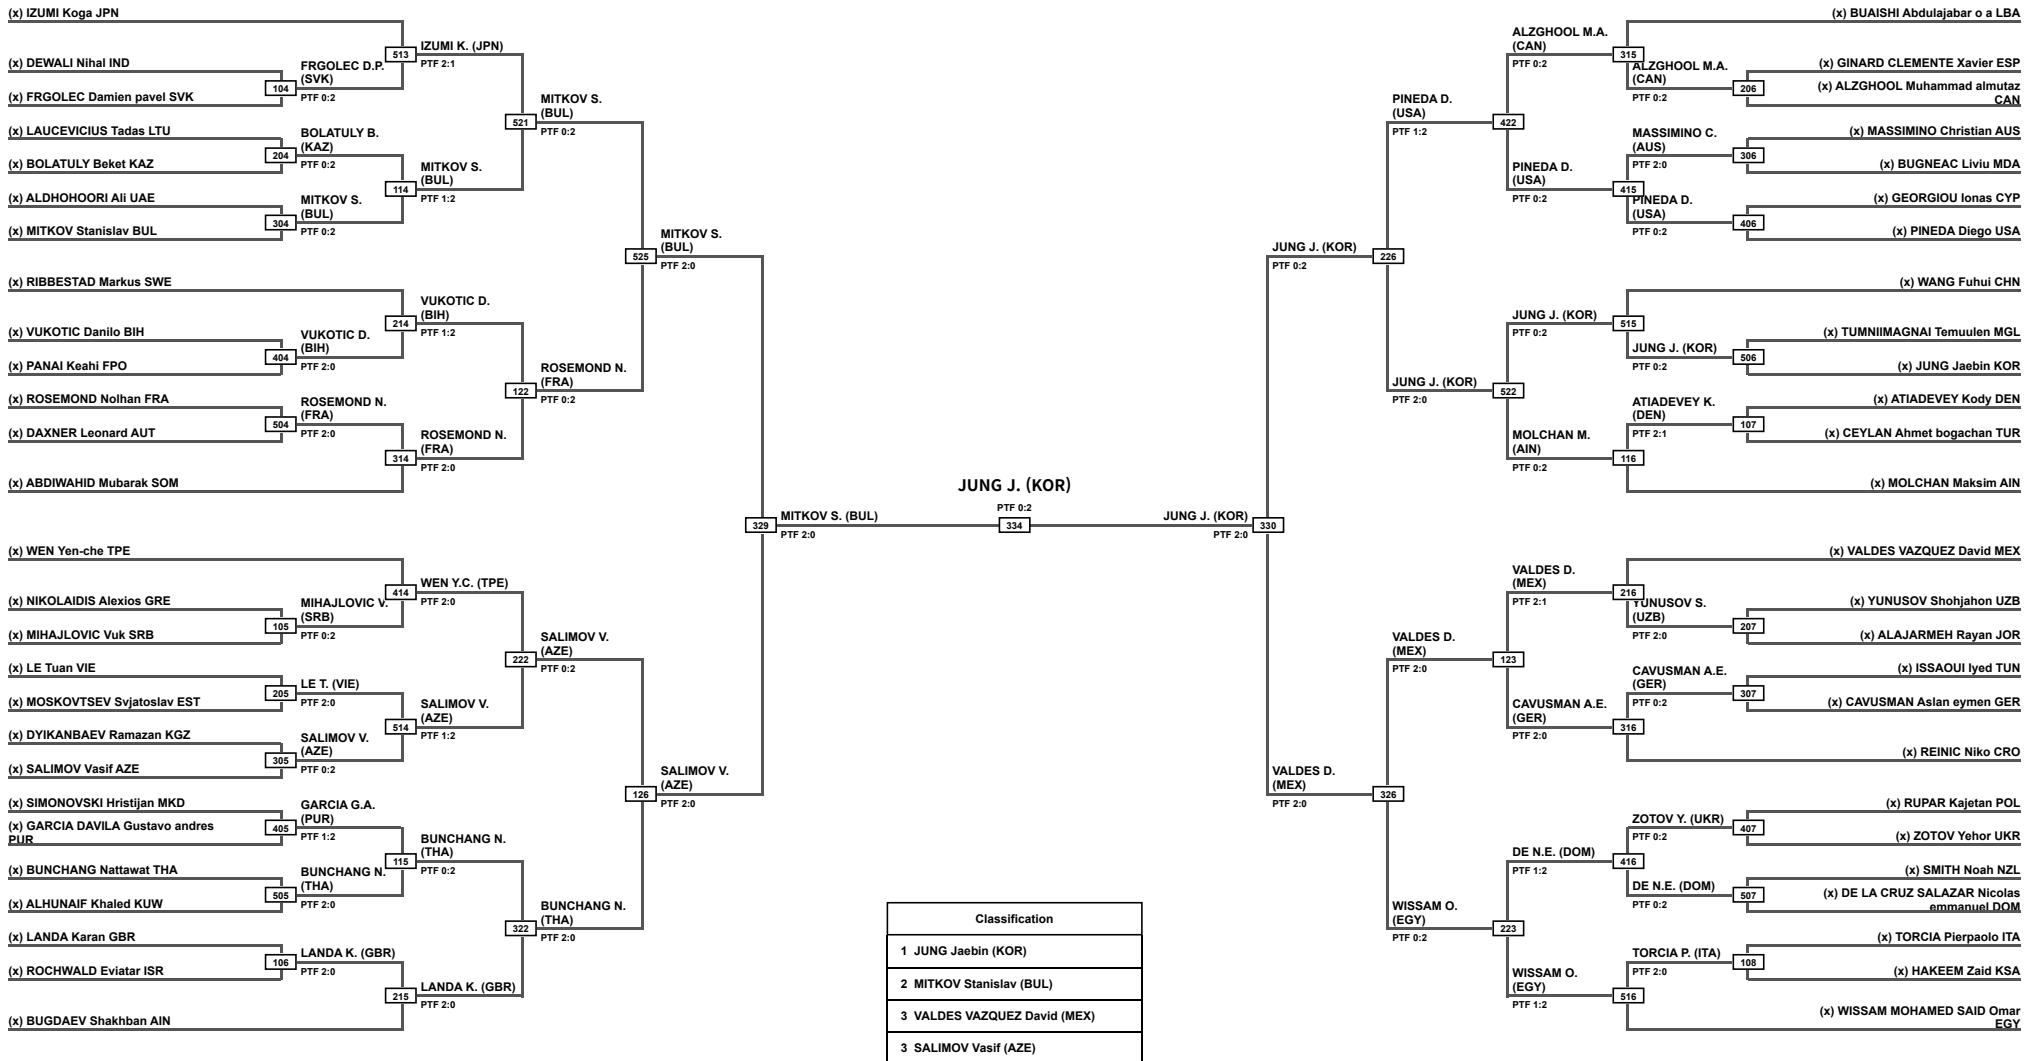 (x) IZUMI Koga JPN
(x) DEWALI Nihal IND
(x) FRGOLEC Damien pavel SVK
(x) LAUCEVICIUS Tadas LTU
(x) BOLATULY Beket KAZ
(x) ALDHOHOORI Ali UAE
(x) MITKOV Stanislav BUL
(x) RIBBESTAD Markus SWE
(x) VUKOTIC Danilo BIH
(x) PANAI Keahi FPO
(x) ROSEMOND Nolhan FRA
(x) DAXNER Leonard AUT
(x) ABDIWAHID Mubarak SOM
(x) WEN Yen-che TPE
(x) NIKOLAIDIS Alexios GRE
(x) MIHAJLOVIC Vuk SRB
(x) LE Tuan VIE
(x) MOSKOVTSEV Svjatoslav EST
(x) DYIKANBAEV Ramazan KGZ
(x) SALIMOV Vasif AZE
(x) SIMONOVSKI Hristijan MKD
(x) GARCIA DAVILA Gustavo andres
PUR
(x) BUNCHANG Nattawat THA
(x) ALHUNAIF Khaled KUW
(x) LANDA Karan GBR
(x) ROCHWALD Eviatar ISR
(x) BUGDAEV Shakhban AIN
104
FRGOLEC D.P.
(SVK)
PTF 0:2
204
BOLATULY B.
(KAZ)
PTF 0:2
304
MITKOV S.
(BUL)
PTF 0:2
404
VUKOTIC D.
(BIH)
PTF 2:0
504
ROSEMOND N.
(FRA)
PTF 2:0
105
MIHAJLOVIC V.
(SRB)
PTF 0:2
205
LE T. (VIE)
PTF 2:0
305
SALIMOV V.
(AZE)
PTF 0:2
405
GARCIA G.A.
(PUR)
PTF 1:2
505
BUNCHANG N.
(THA)
PTF 2:0
106
LANDA K. (GBR)
PTF 2:0
513
IZUMI K. (JPN)
PTF 2:1
114
MITKOV S.
(BUL)
PTF 1:2
214
VUKOTIC D.
(BIH)
PTF 1:2
314
ROSEMOND N.
(FRA)
PTF 2:0
414
WEN Y.C. (TPE)
PTF 2:0
514
SALIMOV V.
(AZE)
PTF 1:2
115
BUNCHANG N.
(THA)
PTF 0:2
215
LANDA K. (GBR)
PTF 2:0
521
MITKOV S.
(BUL)
PTF 0:2
122
ROSEMOND N.
(FRA)
PTF 0:2
222
SALIMOV V.
(AZE)
PTF 0:2
322
BUNCHANG N.
(THA)
PTF 2:0
525
MITKOV S.
(BUL)
PTF 2:0
126
SALIMOV V.
(AZE)
PTF 2:0
329
MITKOV S. (BUL)
PTF 2:0
JUNG J. (KOR)
PTF 0:2
334
JUNG J. (KOR)
PTF 2:0
330
JUNG J. (KOR)
PTF 0:2
226
VALDES D.
(MEX)
PTF 2:0
326
PINEDA D.
(USA)
PTF 1:2
422
JUNG J. (KOR)
PTF 2:0
522
VALDES D.
(MEX)
PTF 2:0
123
WISSAM O.
(EGY)
PTF 0:2
223
ALZGHOOL M.A.
(CAN)
PTF 0:2
315
PINEDA D.
(USA)
PTF 0:2
415
JUNG J. (KOR)
PTF 0:2
515
MOLCHAN M.
(AIN)
PTF 0:2
116
VALDES D.
(MEX)
PTF 2:1
216
CAVUSMAN A.E.
(GER)
PTF 2:0
316
DE N.E. (DOM)
PTF 1:2
416
WISSAM O.
(EGY)
PTF 1:2
516
ALZGHOOL M.A.
(CAN)
PTF 0:2
206
MASSIMINO C.
(AUS)
PTF 2:0
306
PINEDA D.
(USA)
PTF 0:2
406
JUNG J. (KOR)
PTF 0:2
506
ATIADEVEY K.
(DEN)
PTF 2:1
107
YUNUSOV S.
(UZB)
PTF 2:0
207
CAVUSMAN A.E.
(GER)
PTF 0:2
307
ZOTOV Y. (UKR)
PTF 0:2
407
DE N.E. (DOM)
PTF 0:2
507
TORCIA P. (ITA)
PTF 2:0
108
(x) BUAISHI Abdulajabar o a LBA
(x) GINARD CLEMENTE Xavier ESP
(x) ALZGHOOL Muhammad almutaz
CAN
(x) MASSIMINO Christian AUS
(x) BUGNEAC Liviu MDA
(x) GEORGIOU Ionas CYP
(x) PINEDA Diego USA
(x) WANG Fuhui CHN
(x) TUMNIIMAGNAI Temuulen MGL
(x) JUNG Jaebin KOR
(x) ATIADEVEY Kody DEN
(x) CEYLAN Ahmet bogachan TUR
(x) MOLCHAN Maksim AIN
(x) VALDES VAZQUEZ David MEX
(x) YUNUSOV Shohjahon UZB
(x) ALAJARMEH Rayan JOR
(x) ISSAOUI Iyed TUN
(x) CAVUSMAN Aslan eymen GER
(x) REINIC Niko CRO
(x) RUPAR Kajetan POL
(x) ZOTOV Yehor UKR
(x) SMITH Noah NZL
(x) DE LA CRUZ SALAZAR Nicolas
emmanuel DOM
(x) TORCIA Pierpaolo ITA
(x) HAKEEM Zaid KSA
(x) WISSAM MOHAMED SAID Omar
EGY
Classification
1 JUNG Jaebin (KOR)
2 MITKOV Stanislav (BUL)
3 VALDES VAZQUEZ David (MEX)
3 SALIMOV Vasif (AZE)